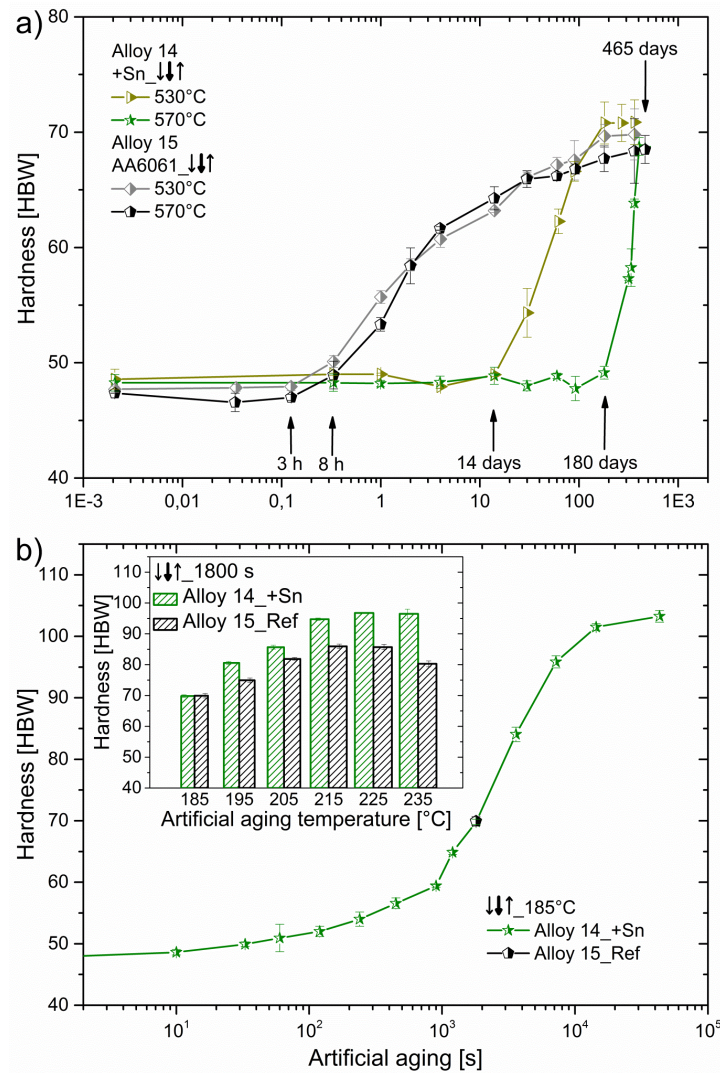 a)
80
70
60
50
40
Hardness [HBW]
Alloy 14
+Sn_↓↓↑
530°C
570°C
Alloy 15
AA6061_↓↓↑
530°C
570°C
465 days
3 h
8 h
14 days
180 days
1E-3
0,01
0,1
1
10
100
1E3
b)
110
100
90
80
70
60
50
40
Hardness [HBW]
↓↓↑_1800 s
Alloy 14_+Sn
Alloy 15_Ref
110
100
90
80
70
60
50
40
Hardness [HBW]
185
195
205
215
225
235
Artificial aging temperature [°C]
↓↓↑_185°C
Alloy 14_+Sn
Alloy 15_Ref
10¹
10²
10³
10⁴
10⁵
Artificial aging [s]